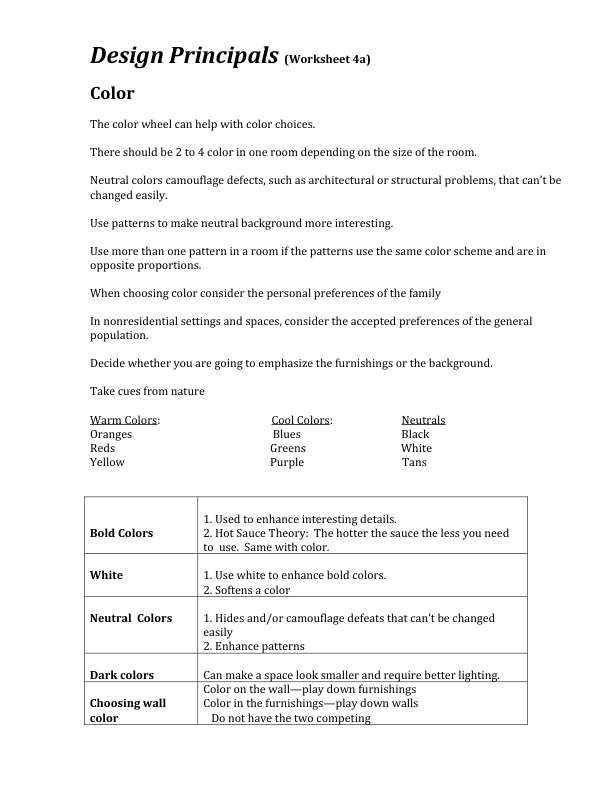 Design Principals (Worksheet 4a)
Color
The color wheel can help with color choices.
There should be 2 to 4 color in one room depending on the size of the room.
Neutral colors camouflage defects, such as architectural or structural problems, that can't be
changed easily.
Use patterns to make neutral background more interesting.
Use more than one pattern in a room if the patterns use the same color scheme and are in
opposite proportions.
When choosing color consider the personal preferences of the family
In nonresidential settings and spaces, consider the accepted preferences of the general
population.
Decide whether you are going to emphasize the furnishings or the background.
Take cues from nature
Warm Colors: Cool Colors: Neutrals
Oranges Blues Black
Reds Greens White
Yellow Purple Tans
1. Used to enhance interesting details.
Bold Colors 2. Hot Sauce Theory: The hotter the sauce the less you need
to use. Same with color.
White 1. Use white to enhance bold colors.
2. Softens a color
Neutral Colors 1. Hides and/or camouflage defeats that can't be changed
easily
2. Enhance patterns
Dark colors Can make a space look smaller and require better lighting.
Color on the wall—play down furnishings
Choosing wall Color in the furnishings—play down walls
color Do not have the two competing